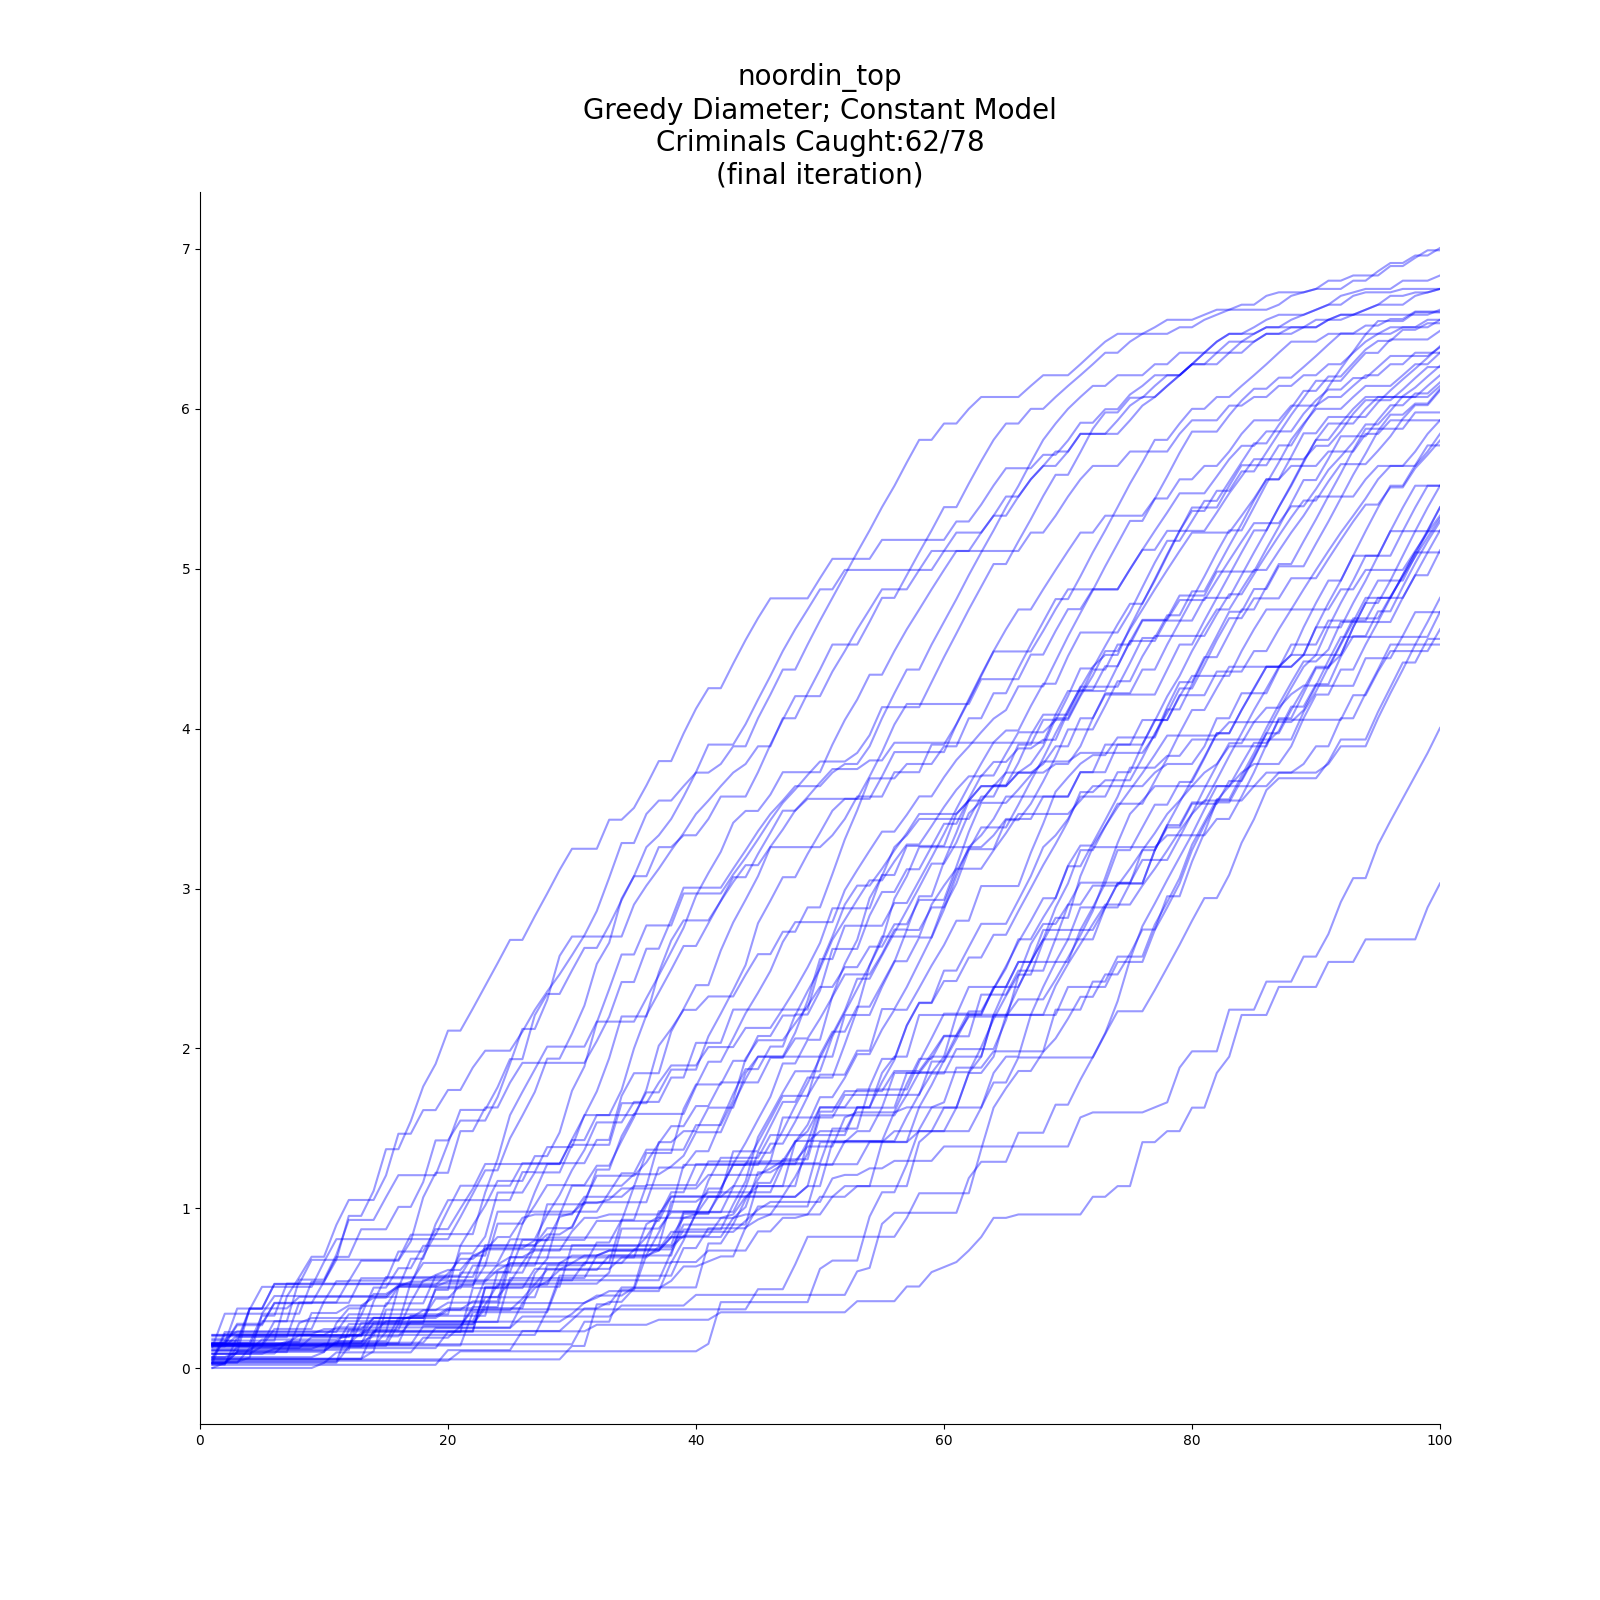 noordin_top
Greedy Diameter; Constant Model
Criminals Caught:62/78
(final iteration)
7
6
5
4
3
2
1
0
0 20 40 60 80 100